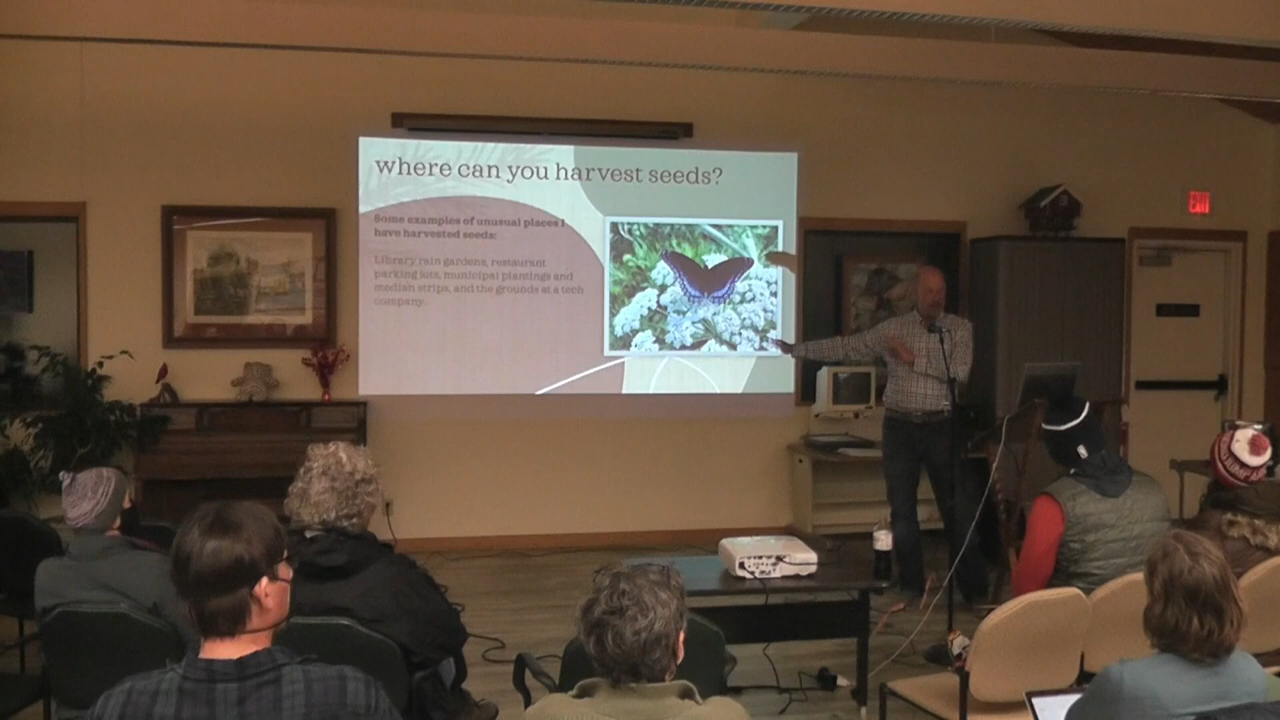 where can you harvest seeds?
Some examples of unusual places I
have harvested seeds:
Library rain gardens, restaurant
parking lots, municipal plantings and
median strips, and the grounds at a tech
company.
EXIT